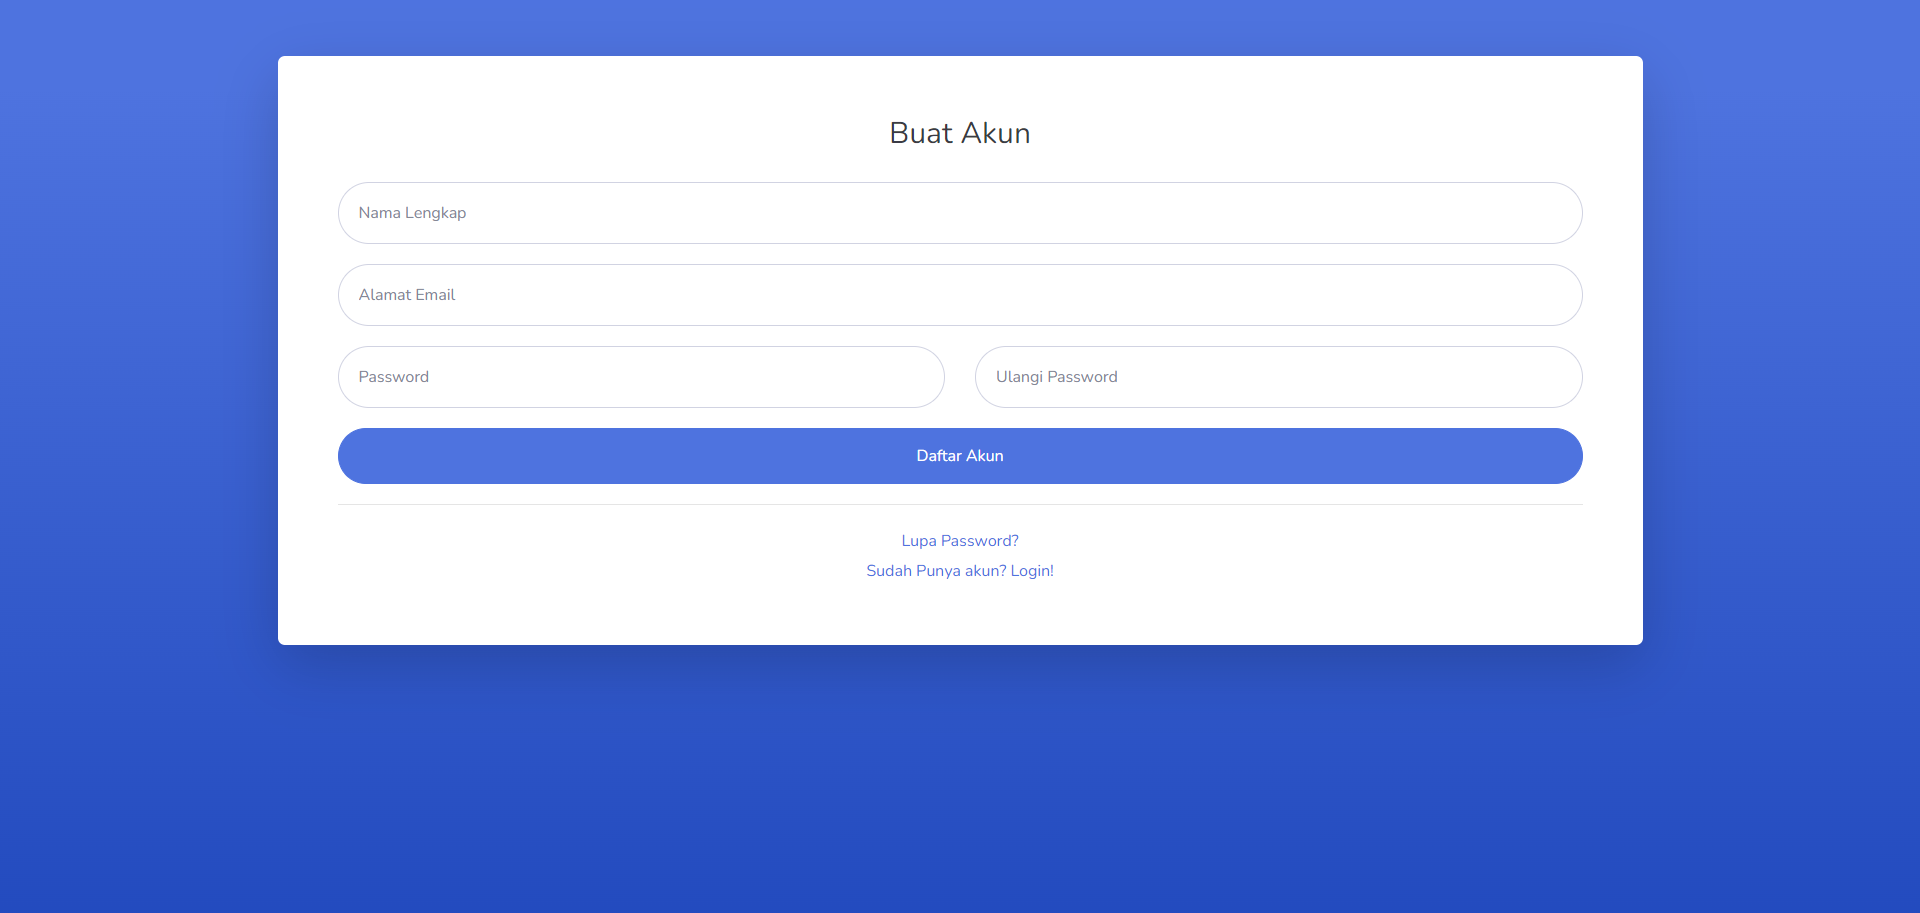 Buat Akun
Nama Lengkap
Alamat Email
Password
Ulangi Password
Daftar Akun
Lupa Password?
Sudah Punya akun? Login!